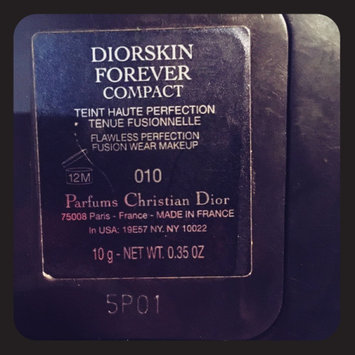 DIORSKIN
FOREVER
COMPACT
TEINT HAUTE PERFECTION
TENUE FUSIONNELLE
FLAWLESS PERFECTION
FUSION WEAR MAKEUP
12M
010
Parfums Christian Dior
75008 Paris - France - MADE IN FRANCE
In USA: 19E57 NY. NY 10022
10 g - NET WT. 0.35 OZ
5P01